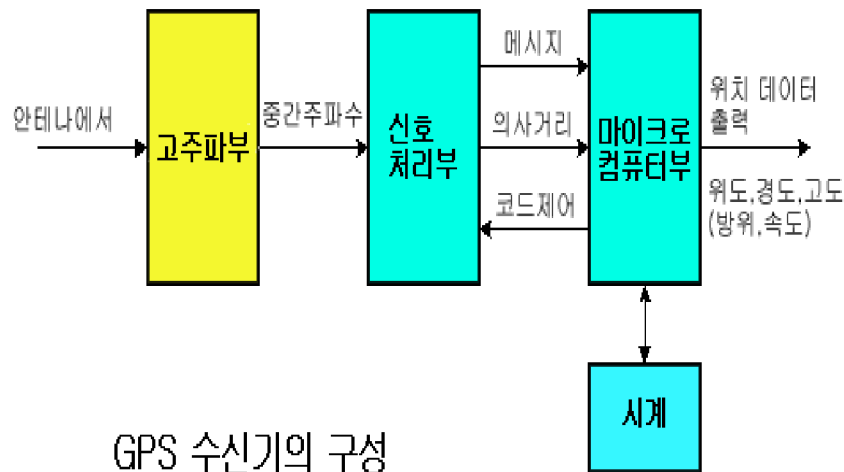 안테나에서
고주파부
중간주파수
신호
처리부
메시지
의사거리
코드제어
마이크로
컴퓨터부
위치 데이터
출력
위도,경도,고도
(방위,속도)
시계
GPS 수신기의 구성